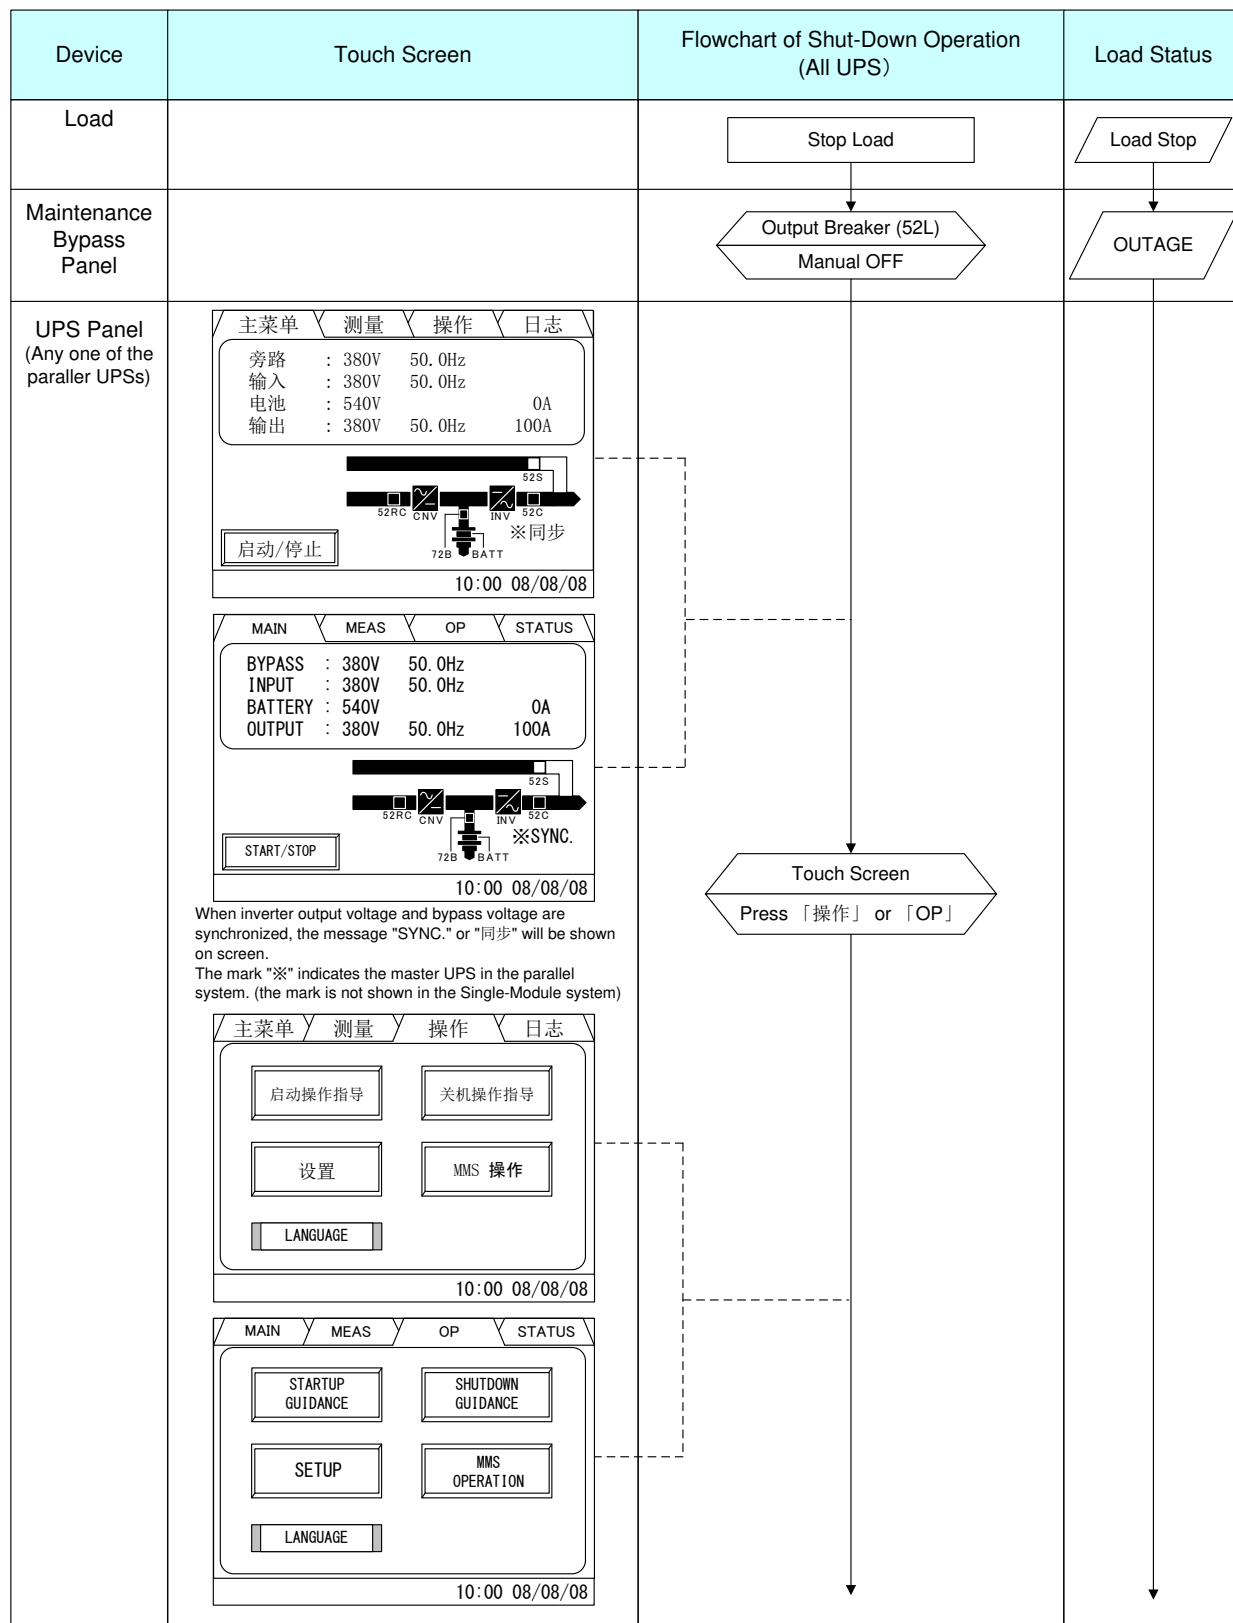 Device
Touch Screen
Flowchart of Shut-Down Operation
(All UPS）
Load Status
Load
Stop Load
Load Stop
Maintenance
Bypass
Panel
Output Breaker (52L)
Manual OFF
OUTAGE
UPS Panel
(Any one of the
paraller UPSs)
主菜单 测量 操作 日志
旁路 : 380V 50.0Hz
输入 : 380V 50.0Hz
电池 : 540V 0A
输出 : 380V 50.0Hz 100A
52S
52RC CNV INV 52C
※同步
72B BATT
启动/停止
10:00 08/08/08
MAIN MEAS OP STATUS
BYPASS : 380V 50.0Hz
INPUT : 380V 50.0Hz
BATTERY : 540V 0A
OUTPUT : 380V 50.0Hz 100A
52S
52RC CNV INV 52C
※SYNC.
72B BATT
START/STOP
10:00 08/08/08
Touch Screen
Press 「操作」 or 「OP」
When inverter output voltage and bypass voltage are
synchronized, the message "SYNC." or "同步" will be shown
on screen.
The mark "※" indicates the master UPS in the parallel
system. (the mark is not shown in the Single-Module system)
主菜单 测量 操作 日志
启动操作指导 关机操作指导
设置 MMS 操作
LANGUAGE
10:00 08/08/08
MAIN MEAS OP STATUS
STARTUP
GUIDANCE
SHUTDOWN
GUIDANCE
SETUP
MMS
OPERATION
LANGUAGE
10:00 08/08/08